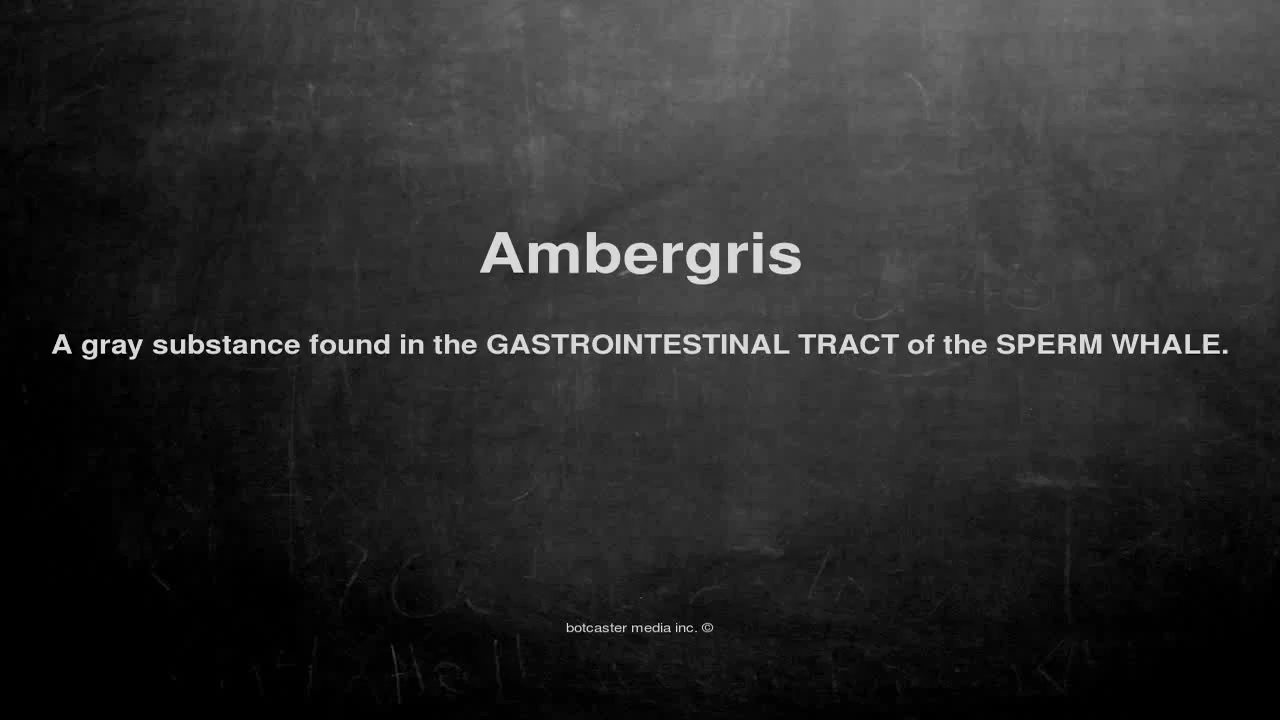 Ambergris
A gray substance found in the GASTROINTESTINAL TRACT of the SPERM WHALE.
botcaster media inc. ©